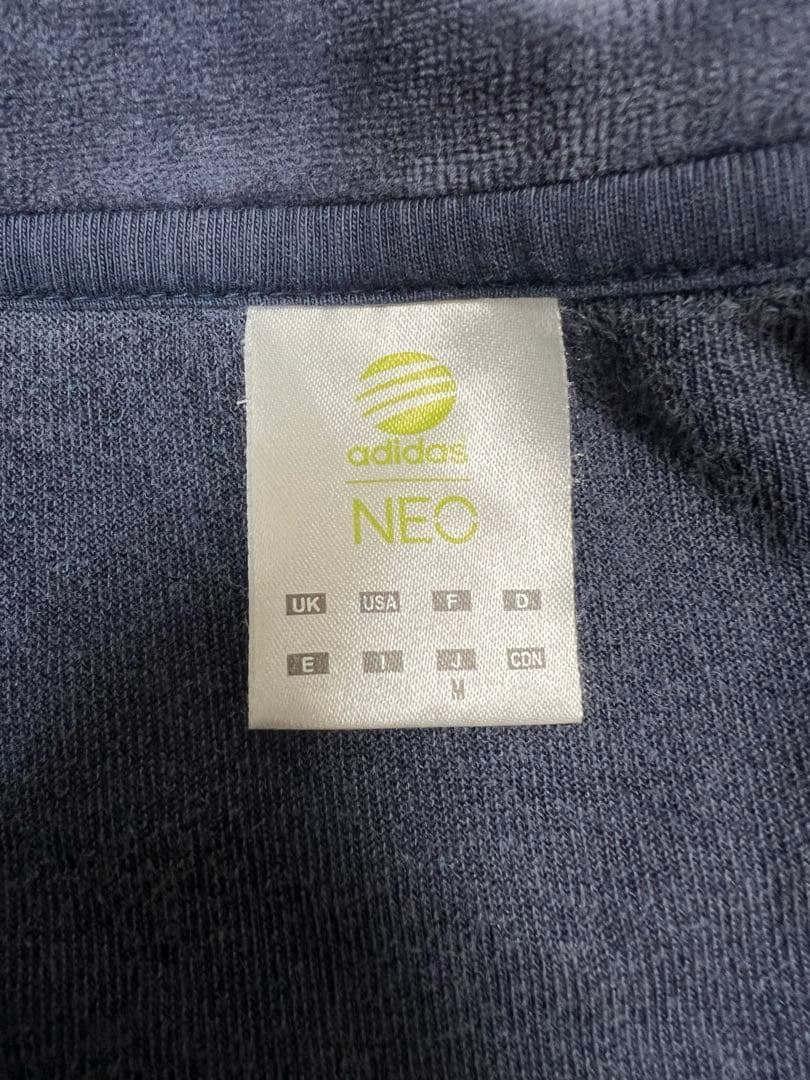 adidas
NEO
UK USA F D
E I J CDN
M